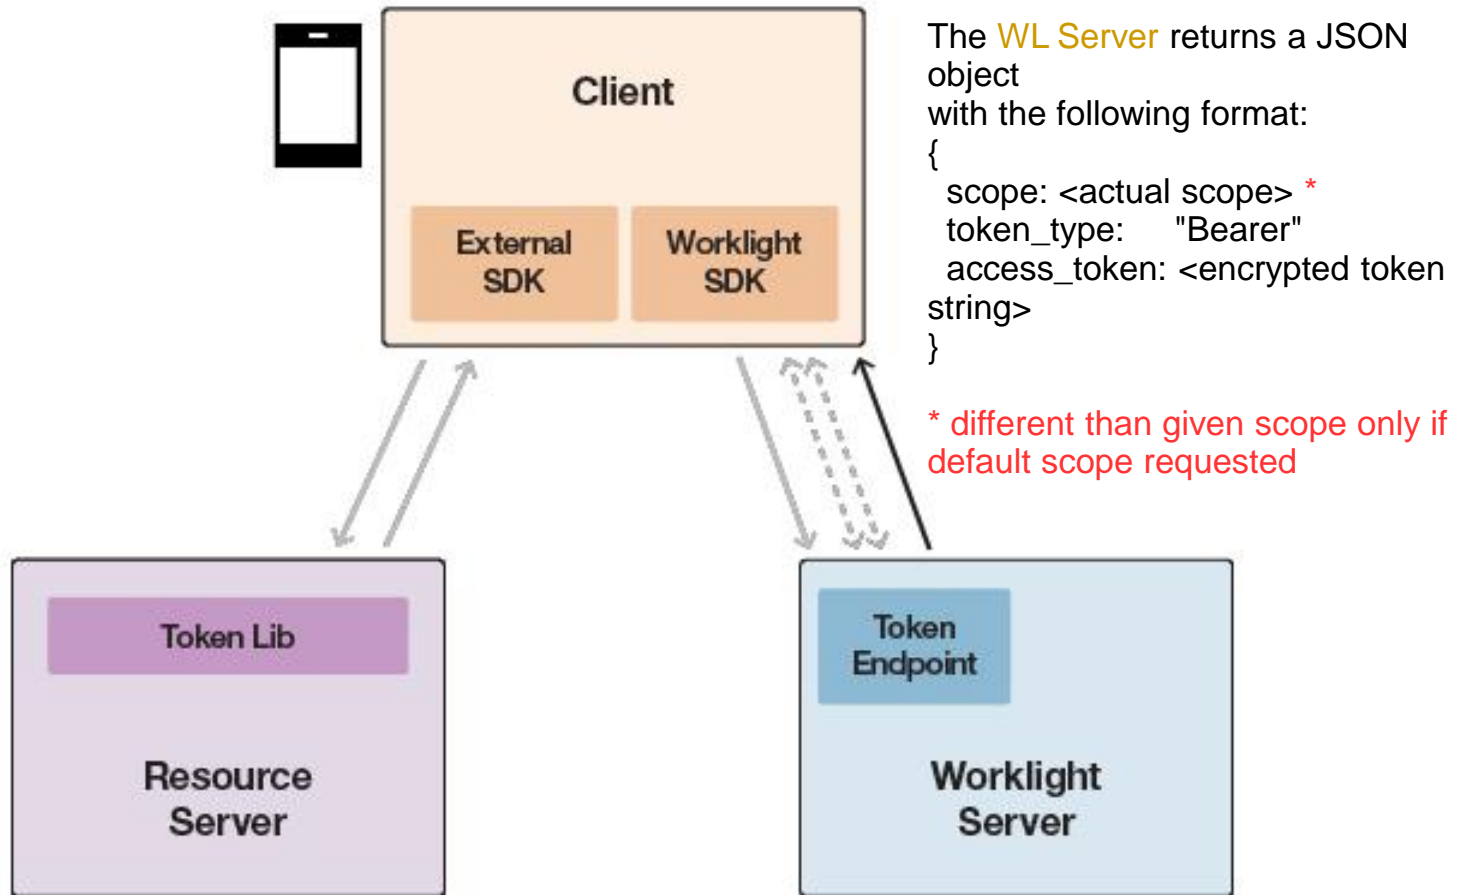 The WL Server returns a JSON
object
with the following format:
{
scope: <actual scope> *
token_type: "Bearer"
access_token: <encrypted token
string>
}
* different than given scope only if
default scope requested
Client
External
SDK
Worklight
SDK
Token Lib
Resource
Server
Token
Endpoint
Worklight
Server